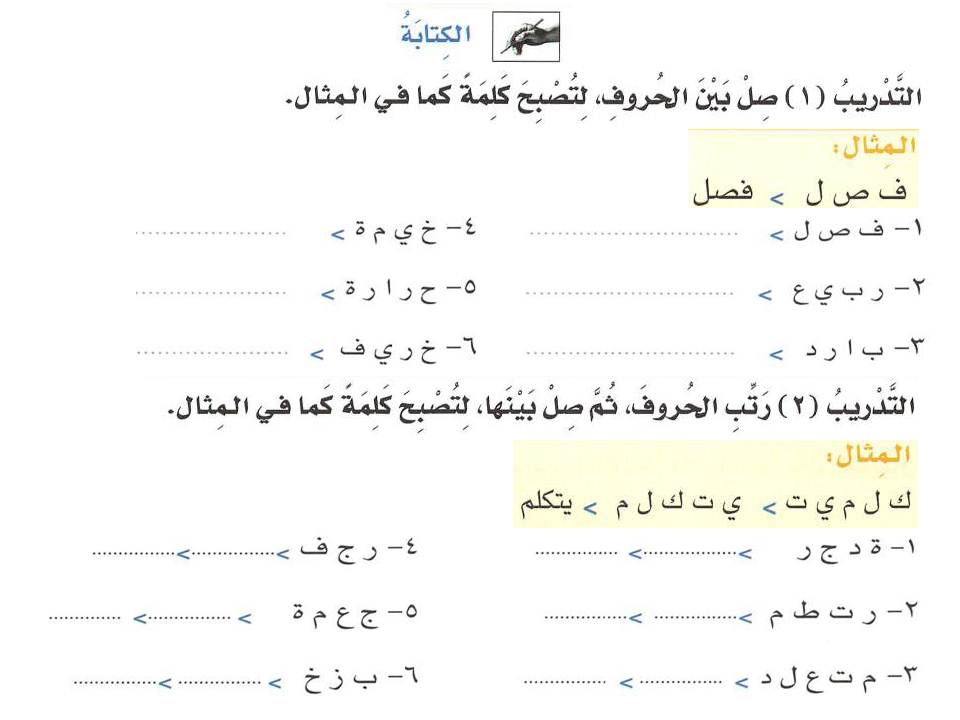 الكِتابَةُ
التَّدْريبُ (١) صِلْ بَيْنَ الحُروفِ، لِتُصْبِحَ كَلِمَةً كَما في المِثال.
المِثال:
ف ص ل > فصل
١- ف ص ل > ..............................
٤- خ ي م ة > ......................
٢- ر ب ي ع > ..............................
٥- ح ر ا ر ة > ......................
٣- ب ا ر د > ..............................
٦- خ ر ي ف > ......................
التَّدْريبُ (٢) رَتِّبِ الحُروفَ، ثُمَّ صِلْ بَيْنَها، لِتُصْبِحَ كَلِمَةً كَما في المِثال.
المِثال:
ك ل م ي ت > ي ت ك ل م > يتكلم
١- ة د ج ر > .................. > ................
٤- ر ج ف > ................ > ................
٢- ر ت ط م > ................ > ................
٥- ج ع م ة > ................ > ..............
٣- م ت ع ل د > ................ > ................
٦- ب ز خ > ................ > ................